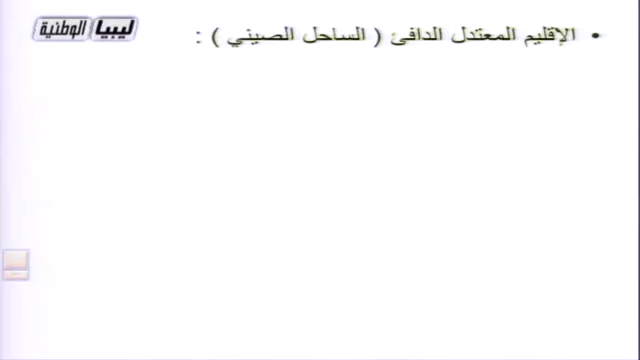 • الإقليم المعتدل الدافئ ( الساحل الصيني ) :
ليبيا الوطنية